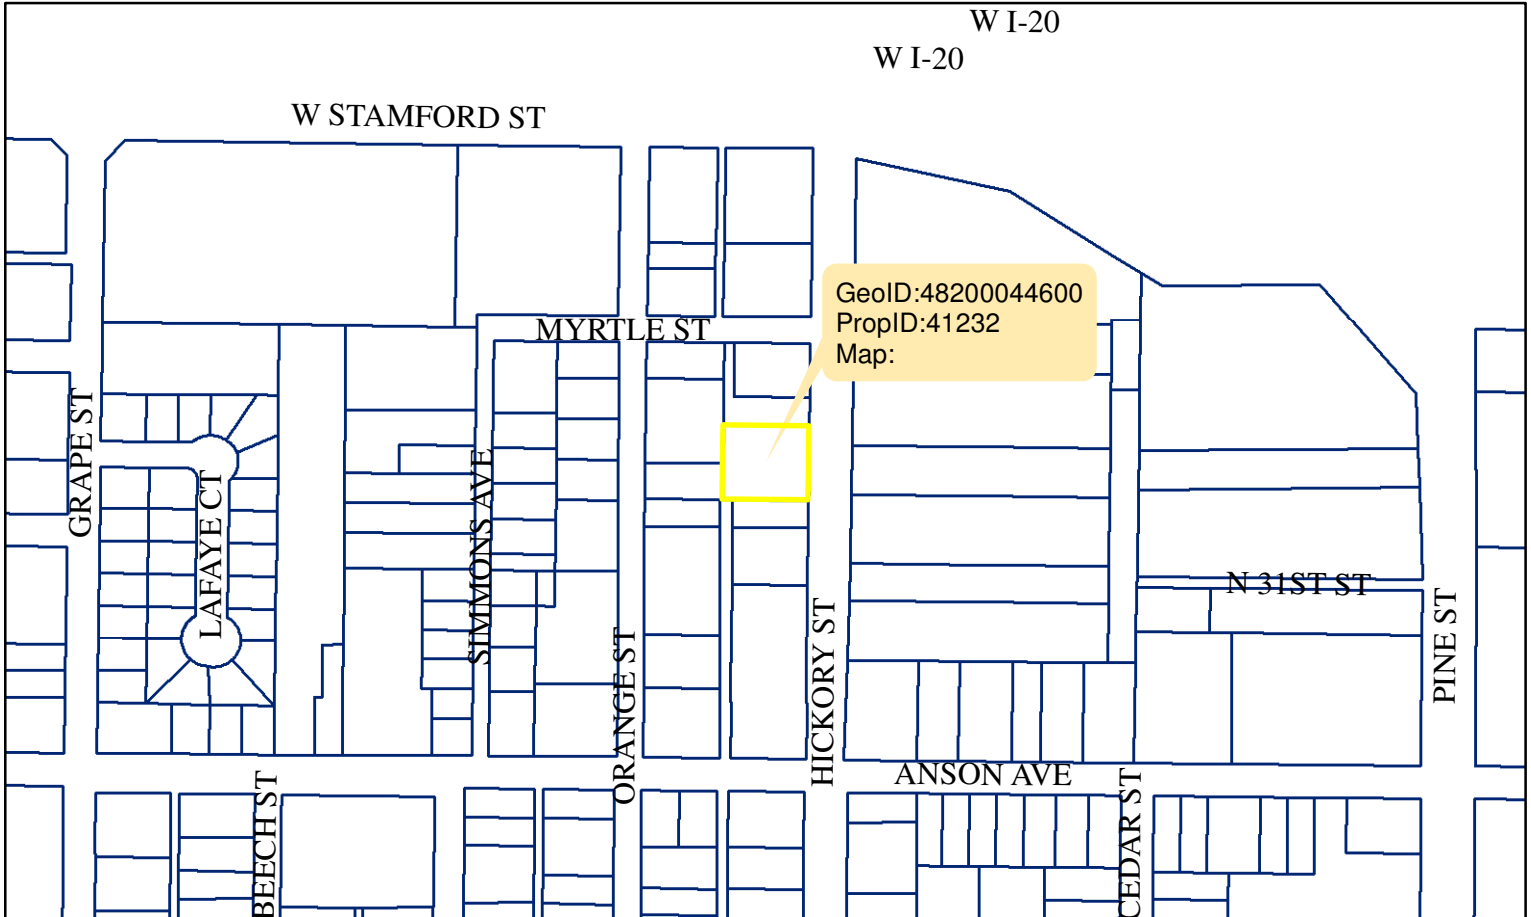 W I-20
W I-20
W STAMFORD ST
GeoID:48200044600
PropID:41232
Map:
MYRTLE ST
GRAPE ST
LAFAYE CT
SIMMONS AVE
N 31ST ST
ORANGE ST
HICKORY ST
PINE ST
ANSON AVE
BEECH ST
CEDAR ST